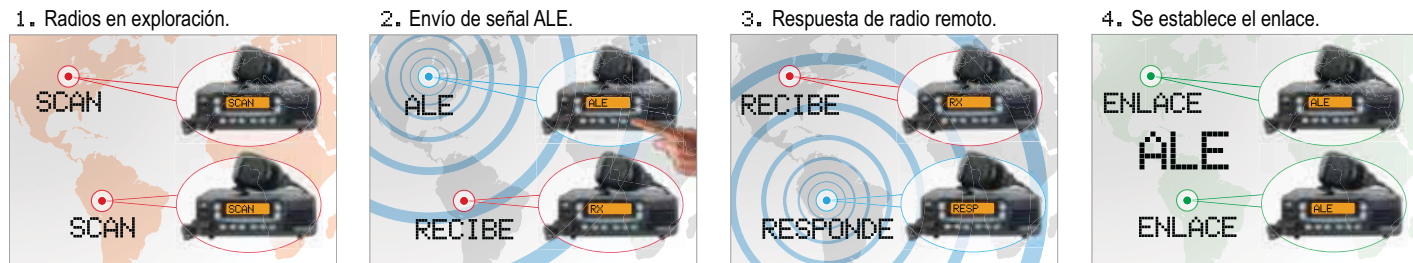 1. Radios en exploración.
SCAN
SCAN
SCAN
SCAN
2. Envío de señal ALE.
ALE
ALE
RX
RECIBE
3. Respuesta de radio remoto.
RX
RECIBE
RESP
RESPONDE
4. Se establece el enlace.
ALE
ENLACE
ALE
ALE
ENLACE